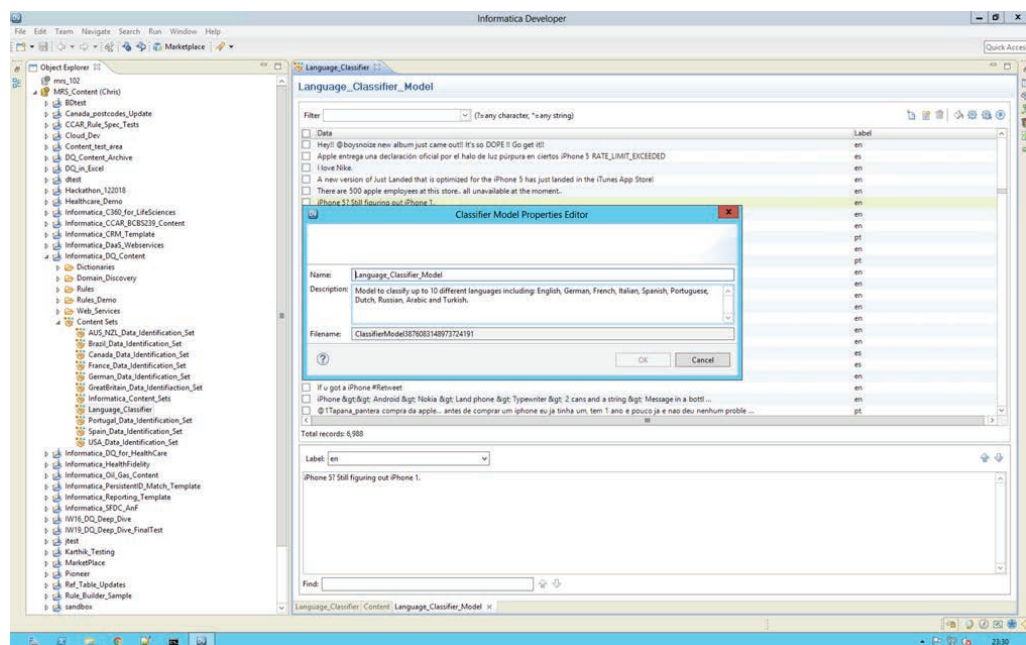 Informatica Developer
File Edit Team Navigate Search Run Window Help
Marketplace
Quick Acces
Object Explorer
mrs_102
MRS_Content (Chris)
BDtest
Canada_postcodes_Update
CCAR_Rule_Spec_Tests
Cloud_Dev
Content_test_area
DQ_Content_Archive
DQ_in_Excel
dtest
Hackathon_122018
Healthcare_Demo
Informatica_C360_for_LifeSciences
Informatica_CCAR_BCBS239_Content
Informatica_CRM_Template
Informatica_DaaS_Webservices
Informatica_DQ_Content
Dictionaries
Domain_Discovery
Rules
Rules_Demo
Web_Services
Content Sets
AUS_NZL_Data_Identification_Set
Brazil_Data_Identification_Set
Canada_Data_Identification_Set
France_Data_Identification_Set
German_Data_Identification_Set
GreatBritain_Data_Identifiaction_Set
Informatica_Content_Sets
Language_Classifier
Portugal_Data_Identification_Set
Spain_Data_Identification_Set
USA_Data_Identification_Set
Informatica_DQ_for_HealthCare
Informatica_HealthFidelity
Informatica_Oil_Gas_Content
Informatica_PersistentID_Match_Template
Informatica_Reporting_Template
Informatica_SFDC_AnF
IW16_DQ_Deep_Dive
IW19_DQ_Deep_Dive_FinalTest
jtest
Karthik_Testing
MarketPlace
Pioneer
Ref_Table_Updates
Rule_Builder_Sample
sandbox
Language_Classifier
Language_Classifier_Model
Filter (?=any character, *=any string)
Data Label
Hey!! @boysnoize new album just came out!! It's so DOPE !! Go get it!! en
Apple entrega una declaración oficial por el halo de luz púrpura en ciertos iPhone 5 RATE_LIMIT_EXCEEDED es
I love Nike. en
A new version of Just Landed that is optimized for the iPhone 5 has just landed in the iTunes App Store! en
There are 500 apple employees at this store.. all unavailable at the moment.. en
iPhone 5? Still figuring out iPhone 1. en
en
pt
en
pt
en
en
en
en
en
en
es
es
Classifier Model Properties Editor
Name: Language_Classifier_Model
Description: Model to classify up to 10 different languages including: English, German, French, Italian, Spanish, Portuguese,
Dutch, Russian, Arabic and Turkish.
Filename: ClassifierModel3876083148973724191
OK Cancel
If u got a iPhone #Retweet en
iPhone &gt;&gt; Android &gt; Nokia &gt; Land phone &gt; Typewriter &gt; 2 cans and a string &gt; Message in a bottl ... en
@1Tapana_pantera compra da apple... antes de comprar um iphone eu ja tinha um, tem 1 ano e pouco ja e nao deu nenhum proble ... pt
Total records: 6,988
Label: en
iPhone 5? Still figuring out iPhone 1.
Find:
Language_Classifier Content Language_Classifier_Model
23:30